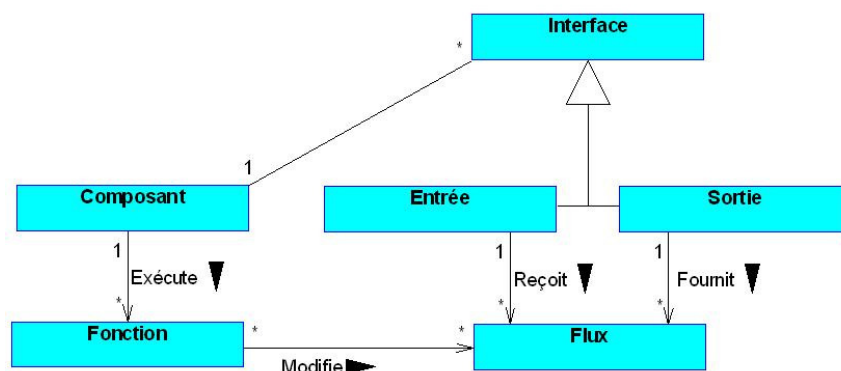 Interface
*
1
Composant
Entrée
Sortie
1
1
1
Exécute
Reçoit
Fournit
*
*
*
Fonction
*
*
Flux
Modifie